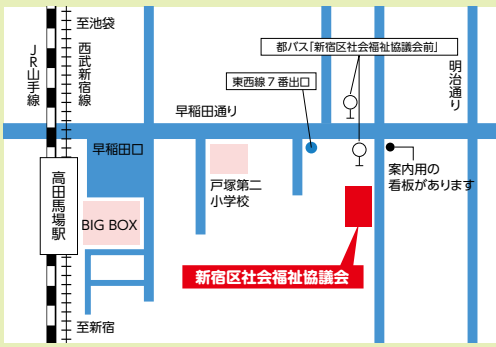 至池袋
JR山手線
西武新宿線
都バス「新宿区社会福祉協議会前」
明治通り
東西線7番出口
早稲田通り
早稲田口
戸塚第二
小学校
案内用の
看板があります
高田馬場駅
BIG BOX
新宿区社会福祉協議会
至新宿